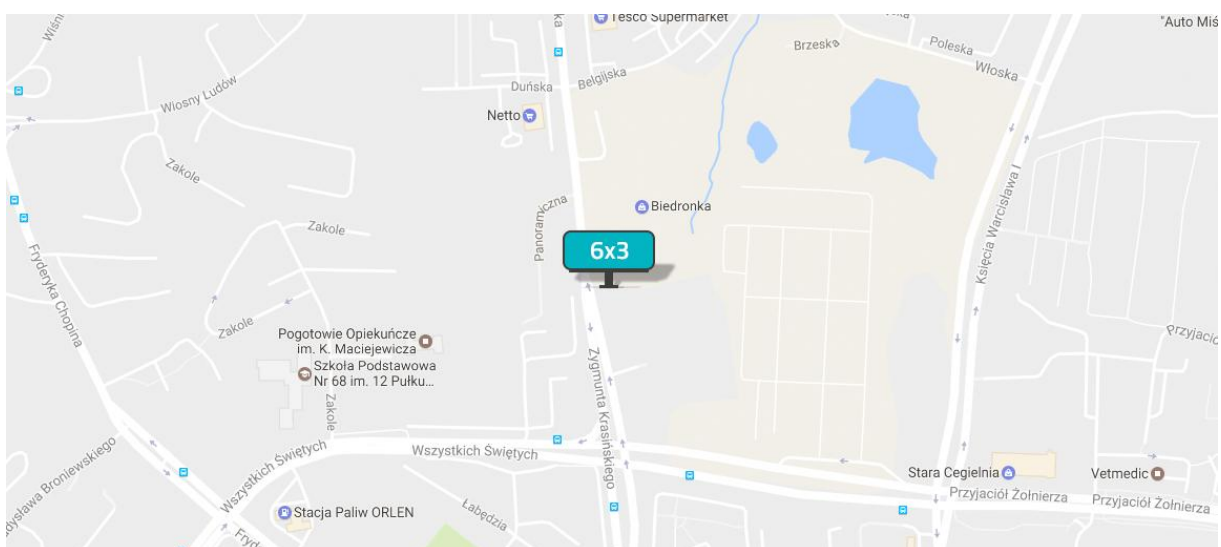 Tesco Supermarket
"Auto Miś
Brzeska
Poleska
Włoska
Duńska
Belgijska
Wiosny Ludów
Netto
Zakole
Panoramiczna
Biedronka
Księcia Warcisława I
Zakole
6x3
Fryderyka Chopina
Zakole
Pogotowie Opiekuńcze
im. K. Maciejewicza
Szkoła Podstawowa
Nr 68 im. 12 Pułku...
Zakole
Zygmunta Krasińskiego
Przyjació
Wszystkich Świętych
Wszystkich Świętych
Stara Cegielnia
Vetmedic
Przyjaciół Żołnierza
Przyjaciół Żołnierza
Broniewskiego
Łabędzia
Stacja Paliw ORLEN